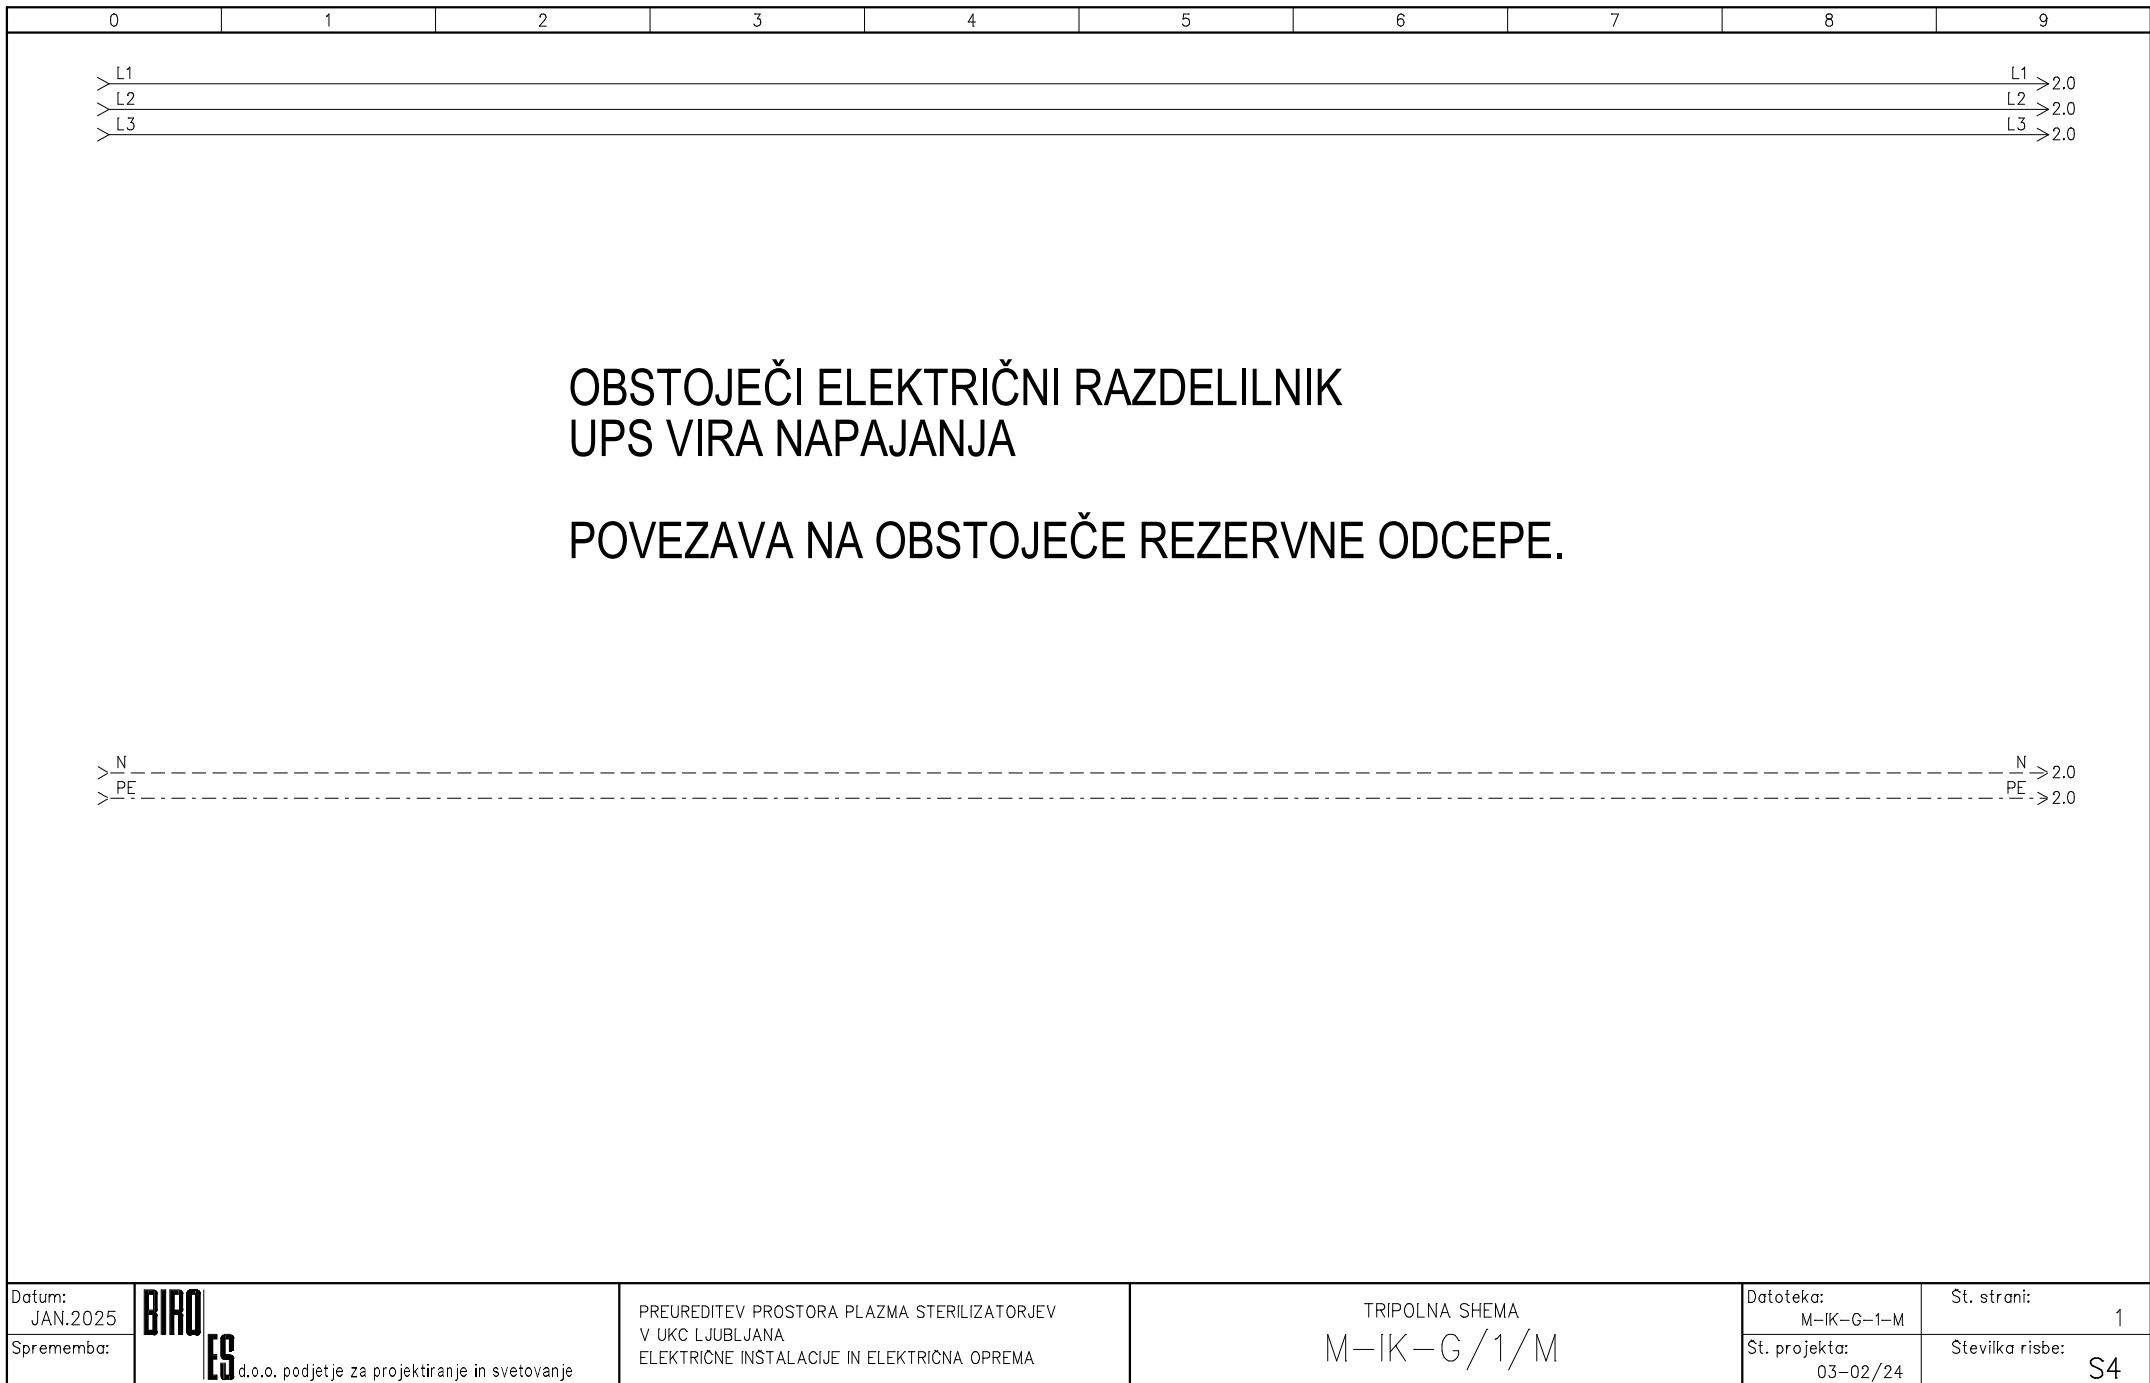 0 1 2 3 4 5 6 7 8 9
L1 L1 2.0
L2 L2 2.0
L3 L3 2.0
OBSTOJEČI ELEKTRIČNI RAZDELILNIK
UPS VIRA NAPAJANJA
POVEZAVA NA OBSTOJEČE REZERVNE ODCEPE.
N N 2.0
PE PE 2.0
Datum:
JAN.2025
Sprememba:
BIRO
ES d.o.o. podjetje za projektiranje in svetovanje
PREUREDITEV PROSTORA PLAZMA STERILIZATORJEV
V UKC LJUBLJANA
ELEKTRIČNE INŠTALACIJE IN ELEKTRIČNA OPREMA
TRIPOLNA SHEMA
M-IK-G/1/M
Datoteka:
M-IK-G-1-M
Št. projekta:
03-02/24
Št. strani:
1
Številka risbe:
S4